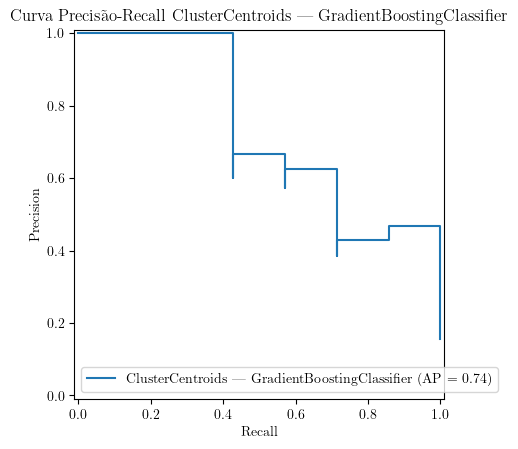 Curva Precisão-Recall ClusterCentroids — GradientBoostingClassifier
1.0
0.8
0.6
0.4
0.2
0.0
Precision
ClusterCentroids — GradientBoostingClassifier (AP = 0.74)
0.0 0.2 0.4 0.6 0.8 1.0
Recall